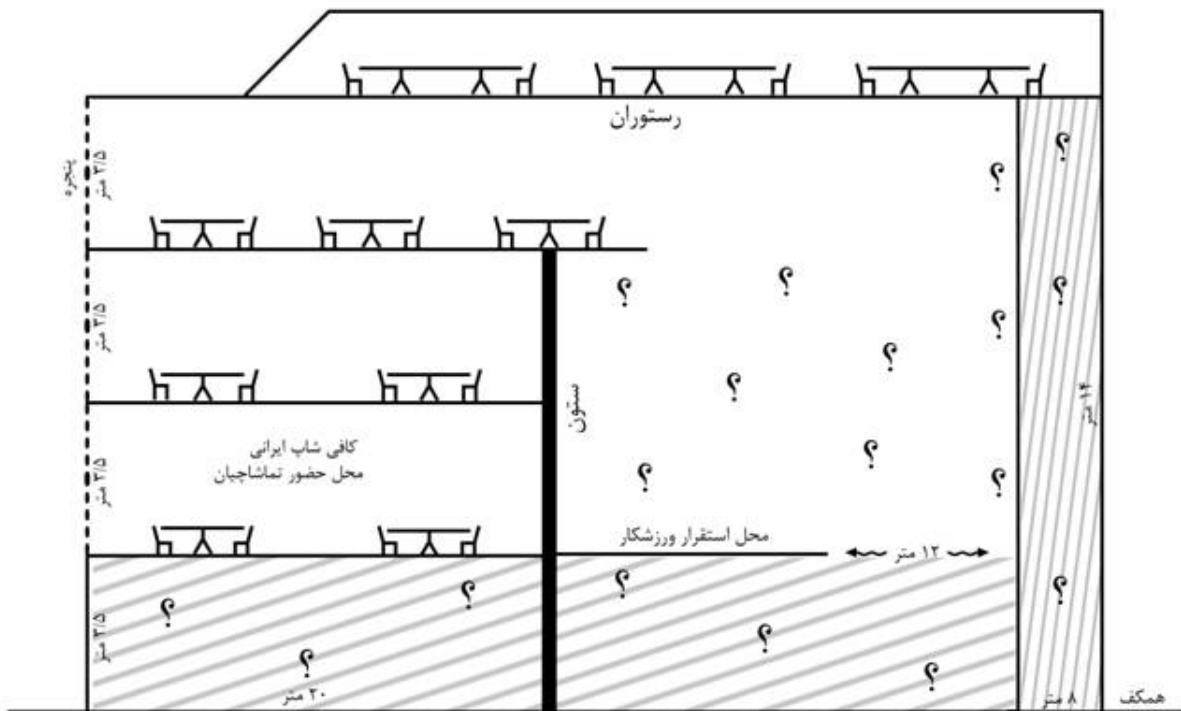 رستوران
؟
؟
پنجره
۳/۵ متر
؟
؟
؟
؟
۳/۵ متر
؟
؟
ستون
۱۴ متر
کافی شاپ ایرانی
محل حضور تماشاچیان
؟
؟
؟
۳/۵ متر
محل استقرار ورزشکار
۱۲ متر
؟
؟
؟
؟
؟
؟
؟
۳/۵ متر
۲۰ متر
۸ متر
همکف